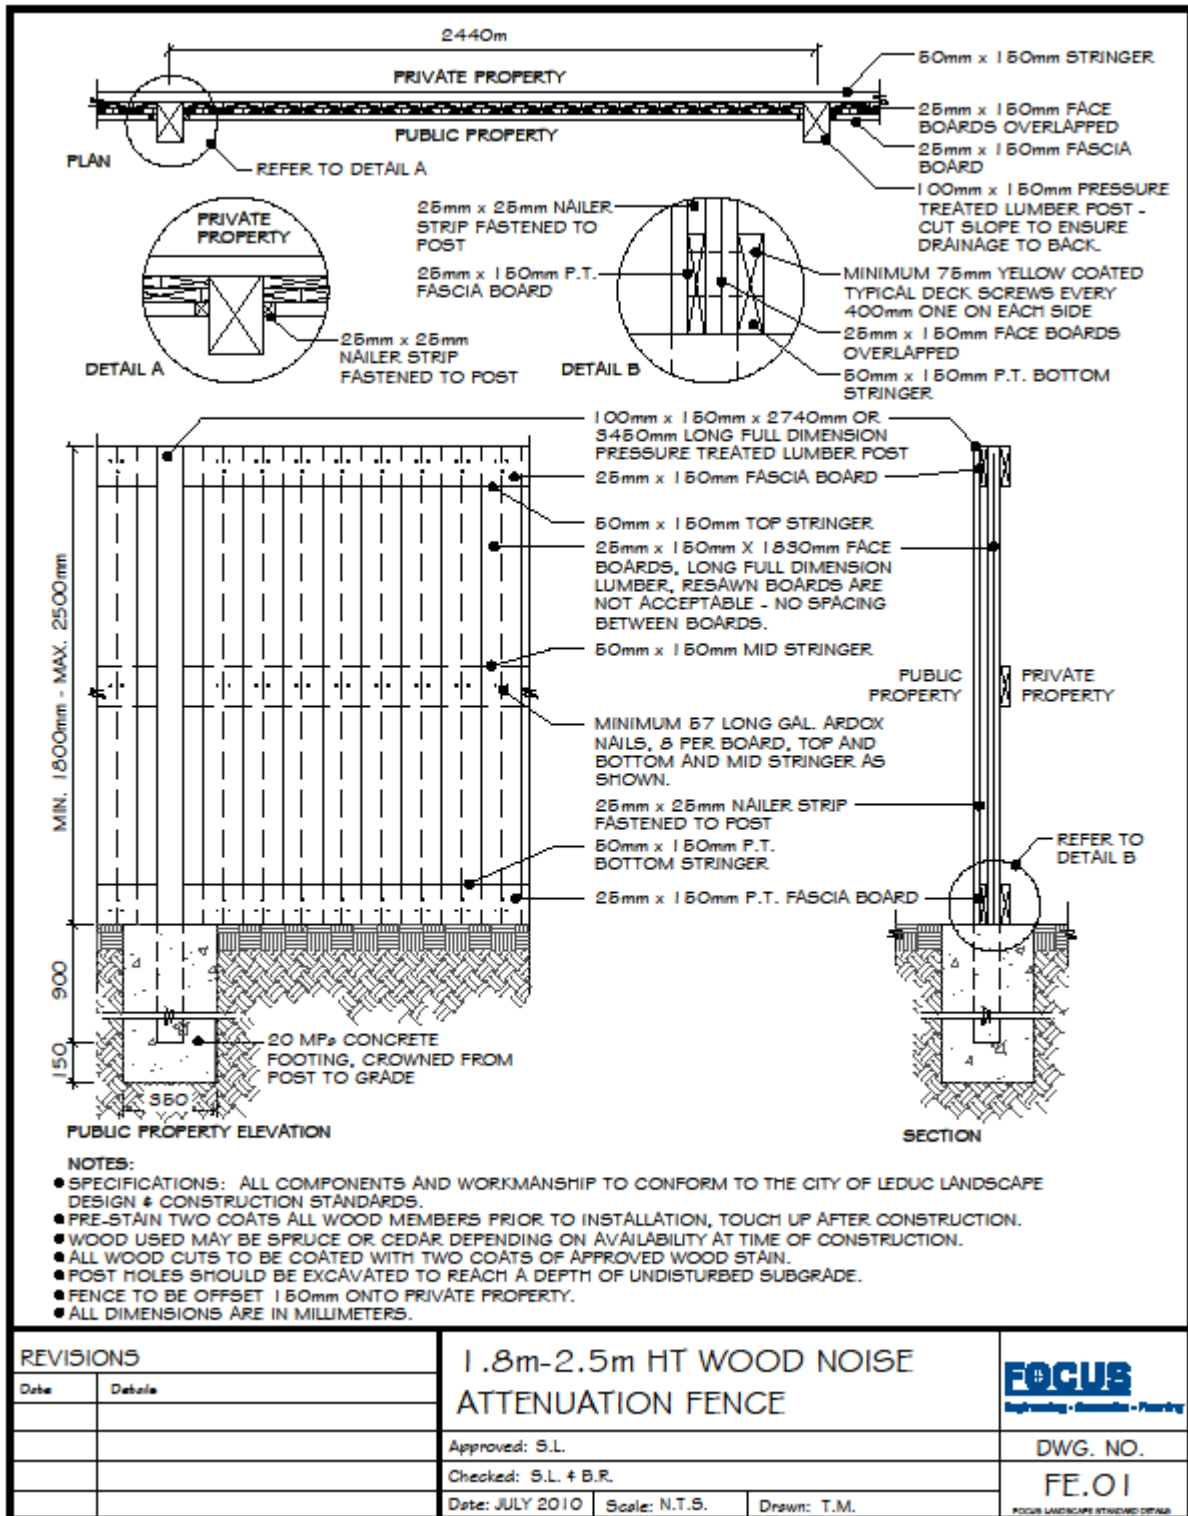 2440m
PRIVATE PROPERTY
PUBLIC PROPERTY
PLAN
REFER TO DETAIL A
50mm x 150mm STRINGER
25mm x 150mm FACE
BOARDS OVERLAPPED
25mm x 150mm FASCIA
BOARD
100mm x 150mm PRESSURE
TREATED LUMBER POST -
CUT SLOPE TO ENSURE
DRAINAGE TO BACK.
PRIVATE
PROPERTY
25mm x 25mm
NAILER STRIP
FASTENED TO POST
DETAIL A
25mm x 25mm NAILER
STRIP FASTENED TO
POST
25mm x 150mm P.T.
FASCIA BOARD
DETAIL B
MINIMUM 75mm YELLOW COATED
TYPICAL DECK SCREWS EVERY
400mm ONE ON EACH SIDE
25mm x 150mm FACE BOARDS
OVERLAPPED
50mm x 150mm P.T. BOTTOM
STRINGER
100mm x 150mm x 2740mm OR
3450mm LONG FULL DIMENSION
PRESSURE TREATED LUMBER POST
25mm x 150mm FASCIA BOARD
50mm x 150mm TOP STRINGER
25mm x 150mm X 1830mm FACE
BOARDS, LONG FULL DIMENSION
LUMBER, RESAWN BOARDS ARE
NOT ACCEPTABLE - NO SPACING
BETWEEN BOARDS.
50mm x 150mm MID STRINGER
MINIMUM 57 LONG GAL. ARDOX
NAILS, 8 PER BOARD, TOP AND
BOTTOM AND MID STRINGER AS
SHOWN.
25mm x 25mm NAILER STRIP
FASTENED TO POST
50mm x 150mm P.T.
BOTTOM STRINGER
25mm x 150mm P.T. FASCIA BOARD
PUBLIC
PROPERTY
PRIVATE
PROPERTY
REFER TO
DETAIL B
MIN. 1800mm - MAX. 2500mm
900
150
350
20 MPa CONCRETE
FOOTING, CROWNED FROM
POST TO GRADE
PUBLIC PROPERTY ELEVATION
SECTION
NOTES:
● SPECIFICATIONS: ALL COMPONENTS AND WORKMANSHIP TO CONFORM TO THE CITY OF LEDUC LANDSCAPE
DESIGN & CONSTRUCTION STANDARDS.
● PRE-STAIN TWO COATS ALL WOOD MEMBERS PRIOR TO INSTALLATION, TOUCH UP AFTER CONSTRUCTION.
● WOOD USED MAY BE SPRUCE OR CEDAR DEPENDING ON AVAILABILITY AT TIME OF CONSTRUCTION.
● ALL WOOD CUTS TO BE COATED WITH TWO COATS OF APPROVED WOOD STAIN.
● POST HOLES SHOULD BE EXCAVATED TO REACH A DEPTH OF UNDISTURBED SUBGRADE.
● FENCE TO BE OFFSET 150mm ONTO PRIVATE PROPERTY.
● ALL DIMENSIONS ARE IN MILLIMETERS.
REVISIONS
Date Details
1.8m-2.5m HT WOOD NOISE
ATTENUATION FENCE
Approved: S.L.
Checked: S.L. & B.R.
Date: JULY 2010 Scale: N.T.S. Drawn: T.M.
FOCUS
Engineering • Geomatics • Planning
DWG. NO.
FE.01
FOCUS LANDSCAPE STANDARD DETAILS